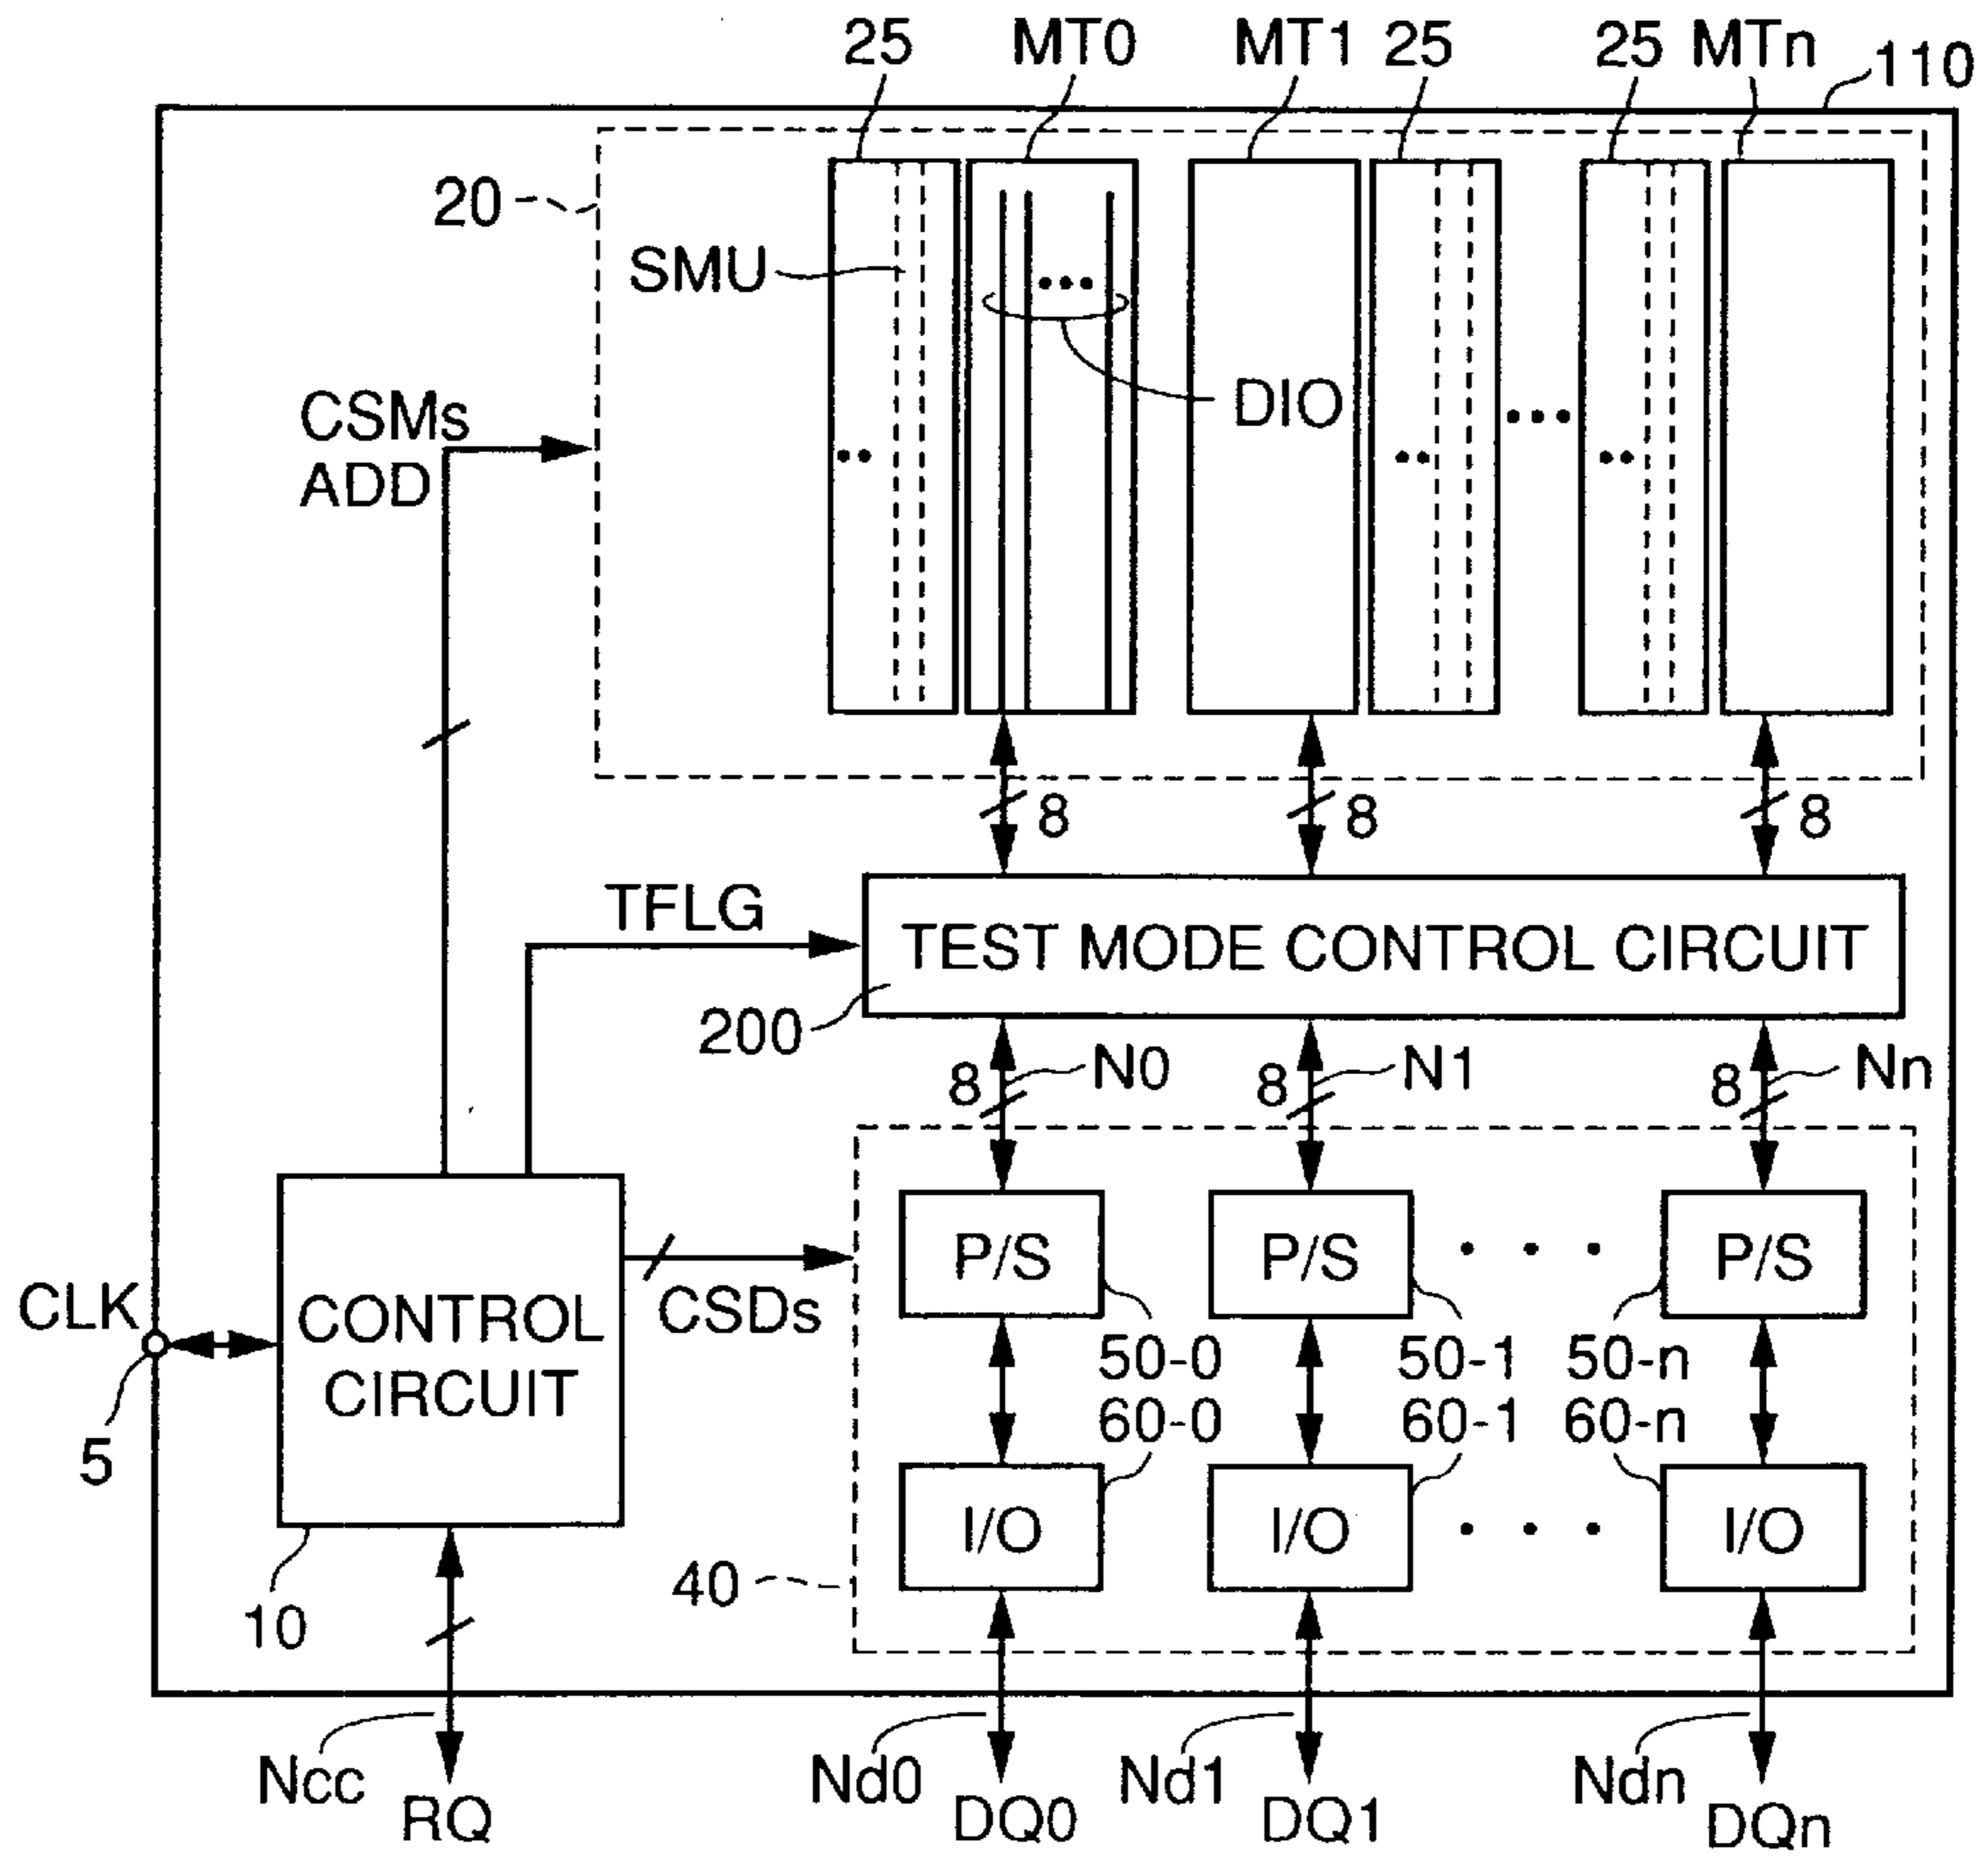 25 MT0 MT1 25 25 MTn 110
20
SMU
DIO
CSMs
ADD
8 8 8
TFLG
TEST MODE CONTROL CIRCUIT
200
8 N0 8 N1 8 Nn
P/S P/S P/S
CLK
CONTROL
CIRCUIT
CSDs
50-0 50-1 50-n
60-0 60-1 60-n
5
I/O I/O I/O
40
10
Ncc Nd0 Nd1 Ndn
RQ DQ0 DQ1 DQn